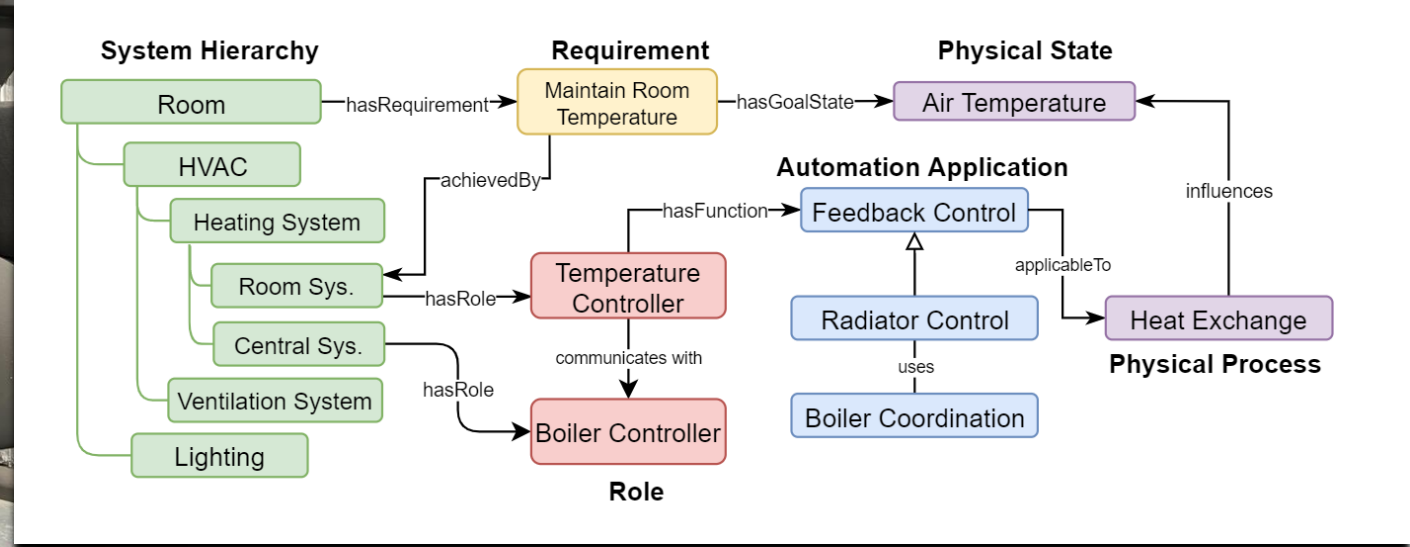 System Hierarchy
Requirement
Physical State
Room
hasRequirement
Maintain Room
Temperature
hasGoalState
Air Temperature
HVAC
achievedBy
Automation Application
influences
Heating System
hasFunction
Feedback Control
Room Sys.
hasRole
Temperature
Controller
applicableTo
Central Sys.
communicates with
Radiator Control
Heat Exchange
hasRole
uses
Physical Process
Ventilation System
Boiler Controller
Boiler Coordination
Lighting
Role